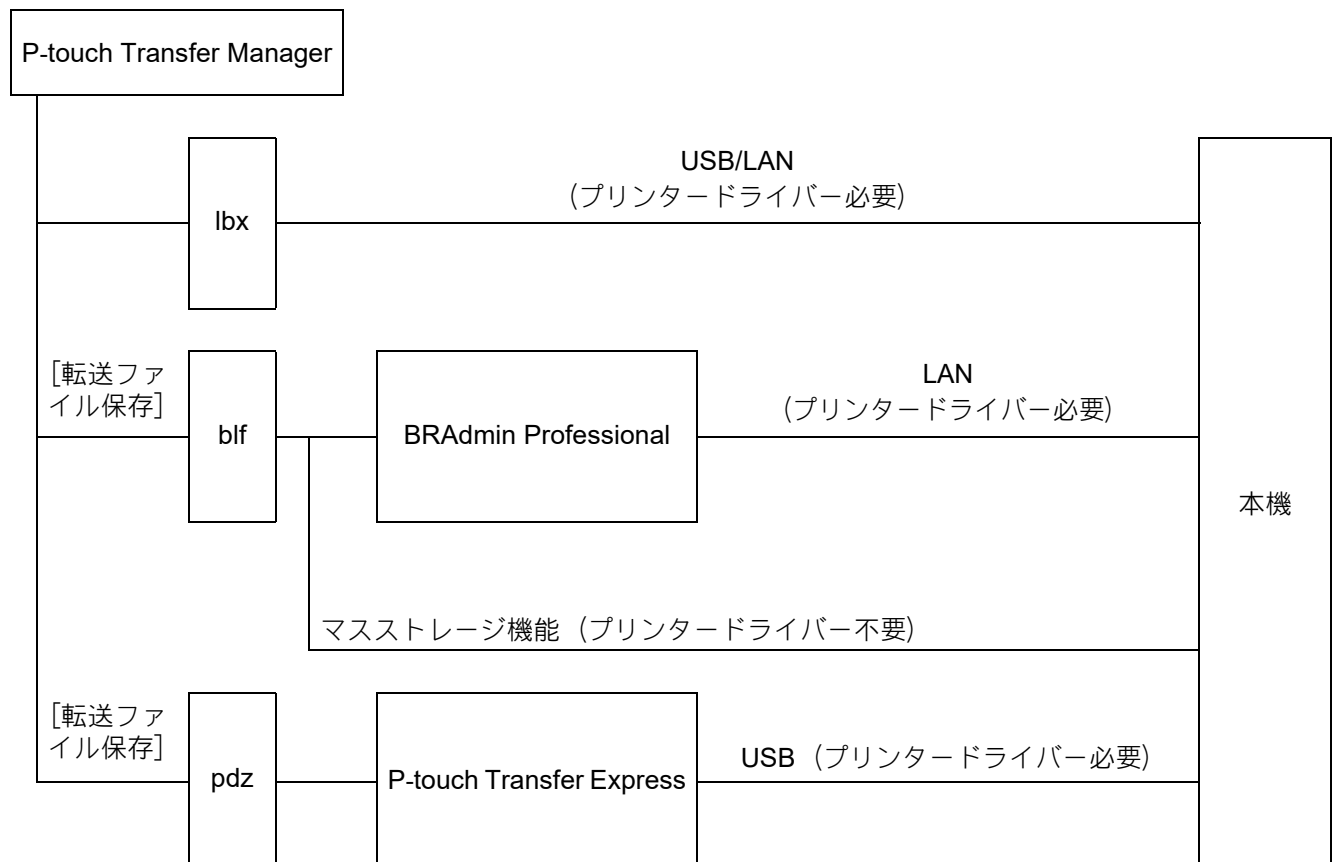 P-touch Transfer Manager
USB/LAN
（プリンタードライバー必要）
lbx
［転送ファ
イル保存］
blf
BRAdmin Professional
LAN
（プリンタードライバー必要）
本機
マスストレージ機能（プリンタードライバー不要）
［転送ファ
イル保存］
pdz
P-touch Transfer Express
USB（プリンタードライバー必要）